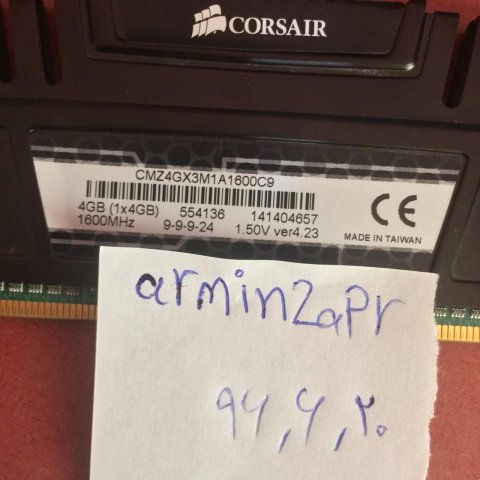 CORSAIR
CMZ4GX3M1A1600C9
4GB (1x4GB) 554136 141404657
1600MHz 9-9-9-24 1.50V ver4.23
CE
MADE IN TAIWAN
armin2apr
۹۶,۶,۲۰